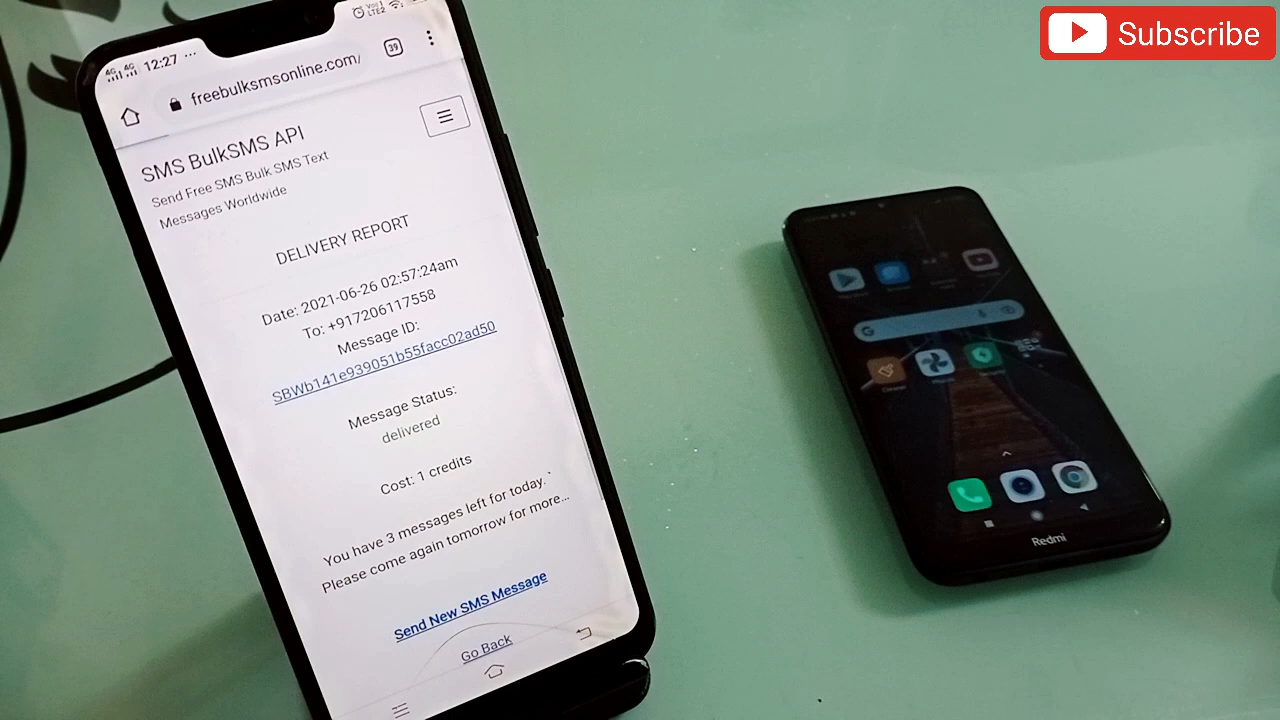 Subscribe
12:27
39
freebulksmsonline.com/
SMS BulkSMS API
Send Free SMS Bulk SMS Text
Messages Worldwide
DELIVERY REPORT
Date: 2021-06-26 02:57:24am
To: +917206117558
Message ID:
SBWb141e939051b55facc02ad50
Message Status:
delivered
Cost: 1 credits
You have 3 messages left for today.
Please come again tomorrow for more...
Send New SMS Message
Go Back
Redmi